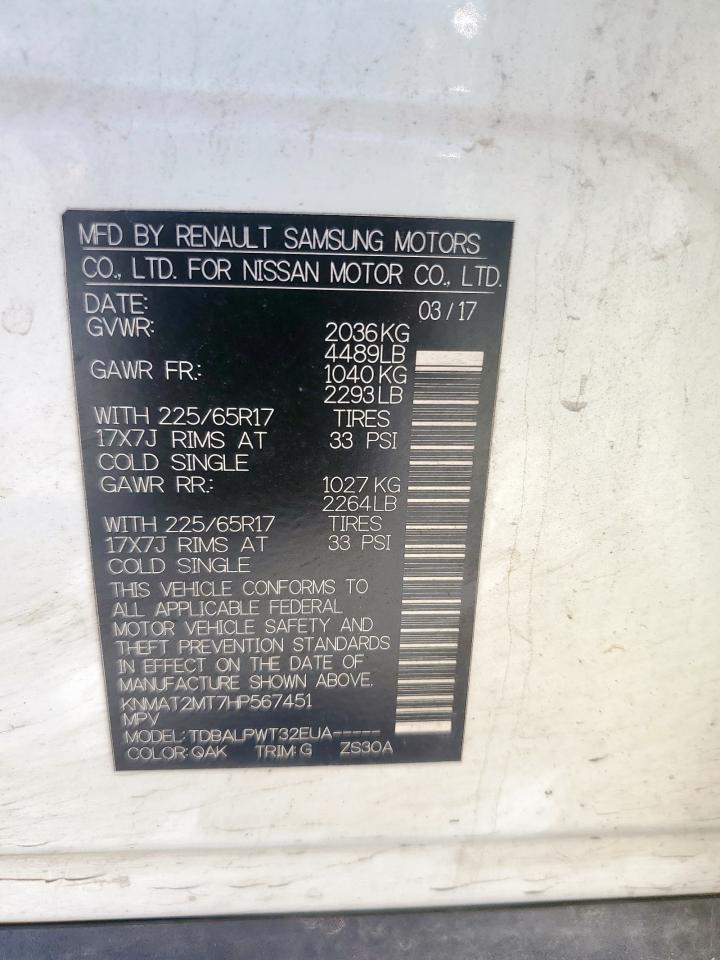 MFD BY RENAULT SAMSUNG MOTORS
CO., LTD. FOR NISSAN MOTOR CO., LTD.
DATE: 03/17
GVWR: 2036KG
4489LB
GAWR FR.: 1040KG
2293LB
WITH 225/65R17 TIRES
17X7J RIMS AT 33 PSI
COLD SINGLE
GAWR RR.: 1027KG
2264LB
WITH 225/65R17 TIRES
17X7J RIMS AT 33 PSI
COLD SINGLE
THIS VEHICLE CONFORMS TO
ALL APPLICABLE FEDERAL
MOTOR VEHICLE SAFETY AND
THEFT PREVENTION STANDARDS
IN EFFECT ON THE DATE OF
MANUFACTURE SHOWN ABOVE.
KNMAT2MT7HP567451
MPV
MODEL: TDBALPWT32EUA-----
COLOR: QAK TRIM: G ZS30A